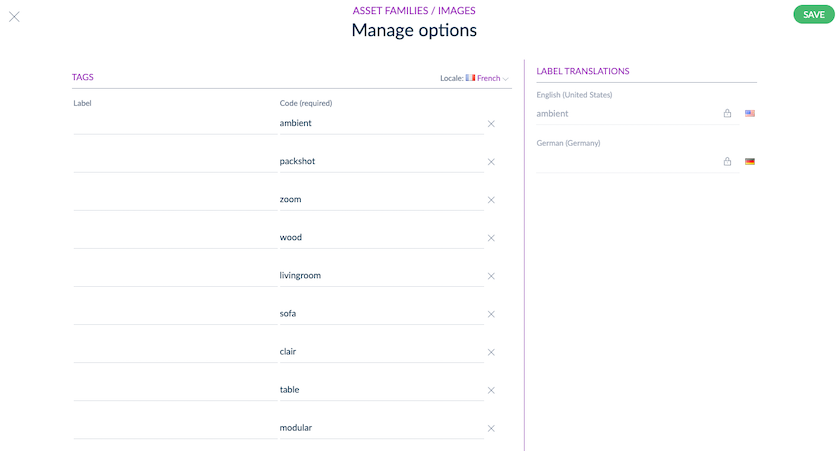 ASSET FAMILIES / IMAGES
SAVE
Manage options
TAGS
Locale: French
Label
Code (required)
ambient
packshot
zoom
wood
livingroom
sofa
clair
table
modular
LABEL TRANSLATIONS
English (United States)
ambient
German (Germany)